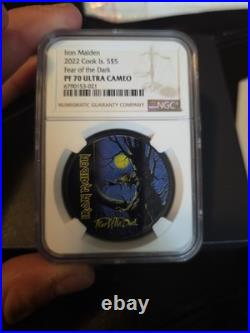 Iron Maiden
2022 Cook Is. S$5
Fear of the Dark
PF 70 ULTRA CAMEO
6790153-021
NUMISMATIC GUARANTY COMPANY
NGC
IRON MAIDEN
Fear Of The Dark